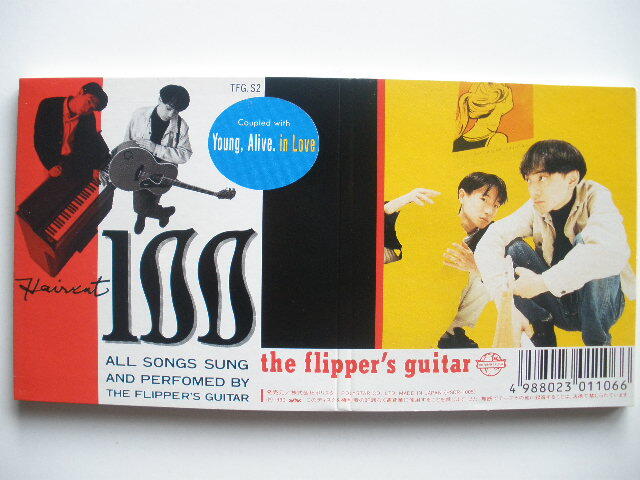 TFG. S2
Coupled with
Young, Alive. in Love
Haircut
100
ALL SONGS SUNG
AND PERFOMED BY
THE FLIPPER'S GUITAR
the flipper's guitar
4 988023 011066
MADE IN JAPAN